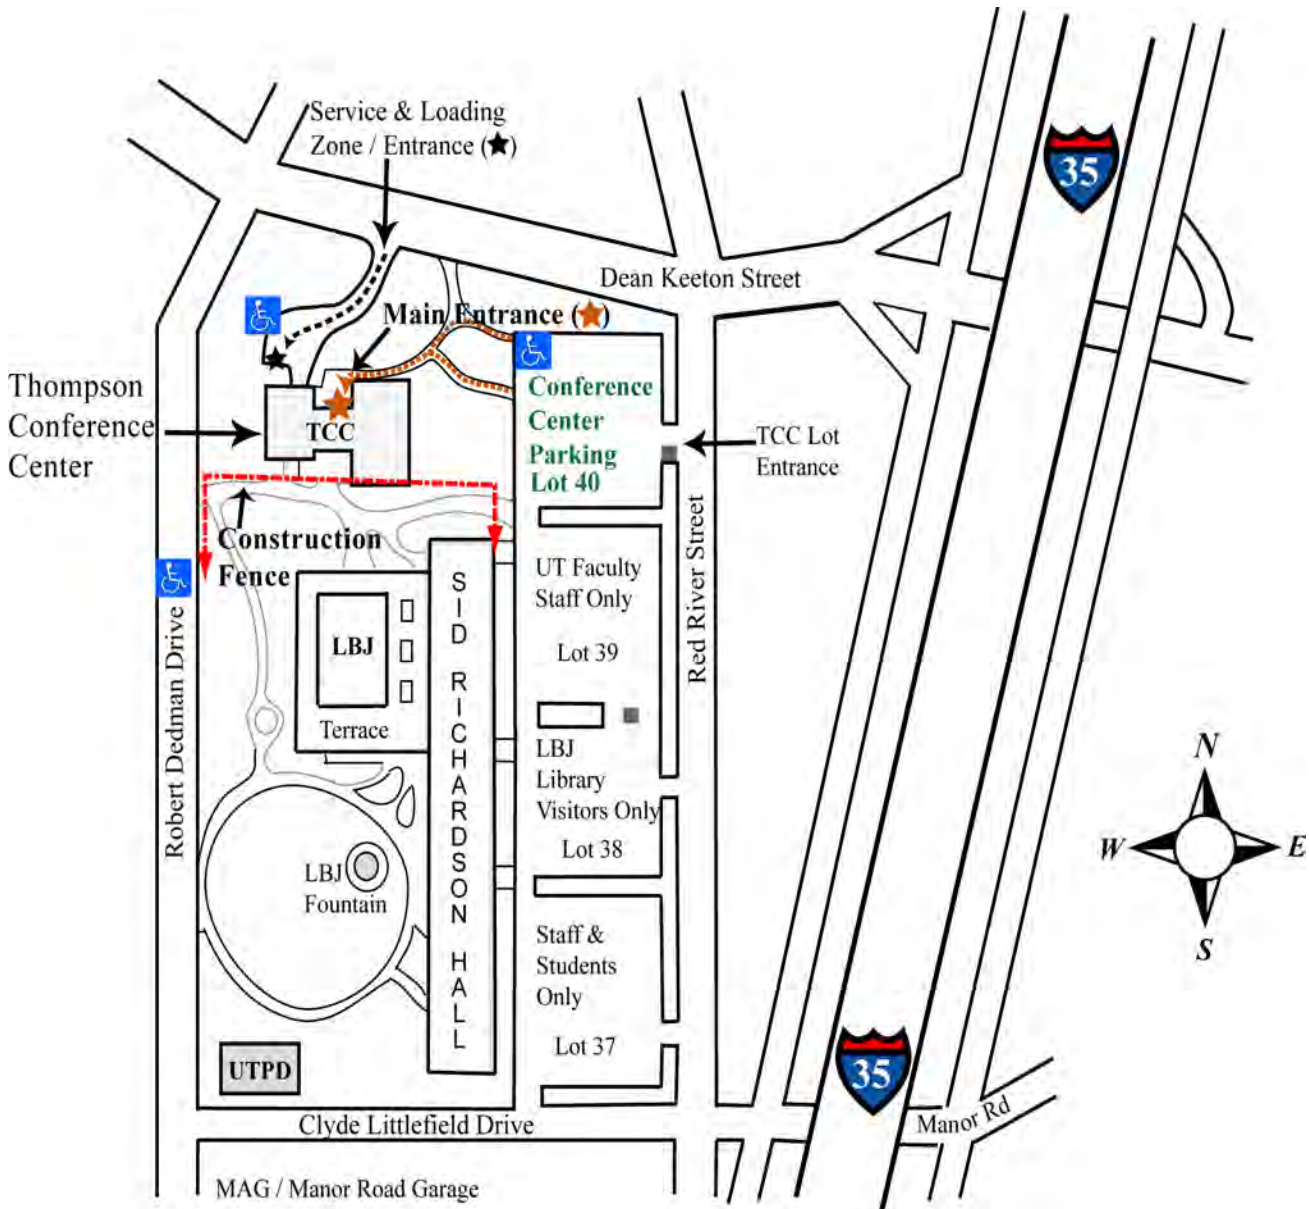 Service & Loading
Zone / Entrance (★)
35
Dean Keeton Street
Main Entrance (★)
Thompson
Conference
Center
TCC
Conference
Center
Parking
Lot 40
TCC Lot
Entrance
Construction
Fence
UT Faculty
Staff Only
Lot 39
SID RICHARDSON HALL
LBJ
Terrace
Red River Street
Robert Dedman Drive
LBJ
Library
Visitors Only
Lot 38
N
W
E
S
LBJ
Fountain
Staff &
Students
Only
Lot 37
UTPD
35
Manor Rd
Clyde Littlefield Drive
MAG / Manor Road Garage